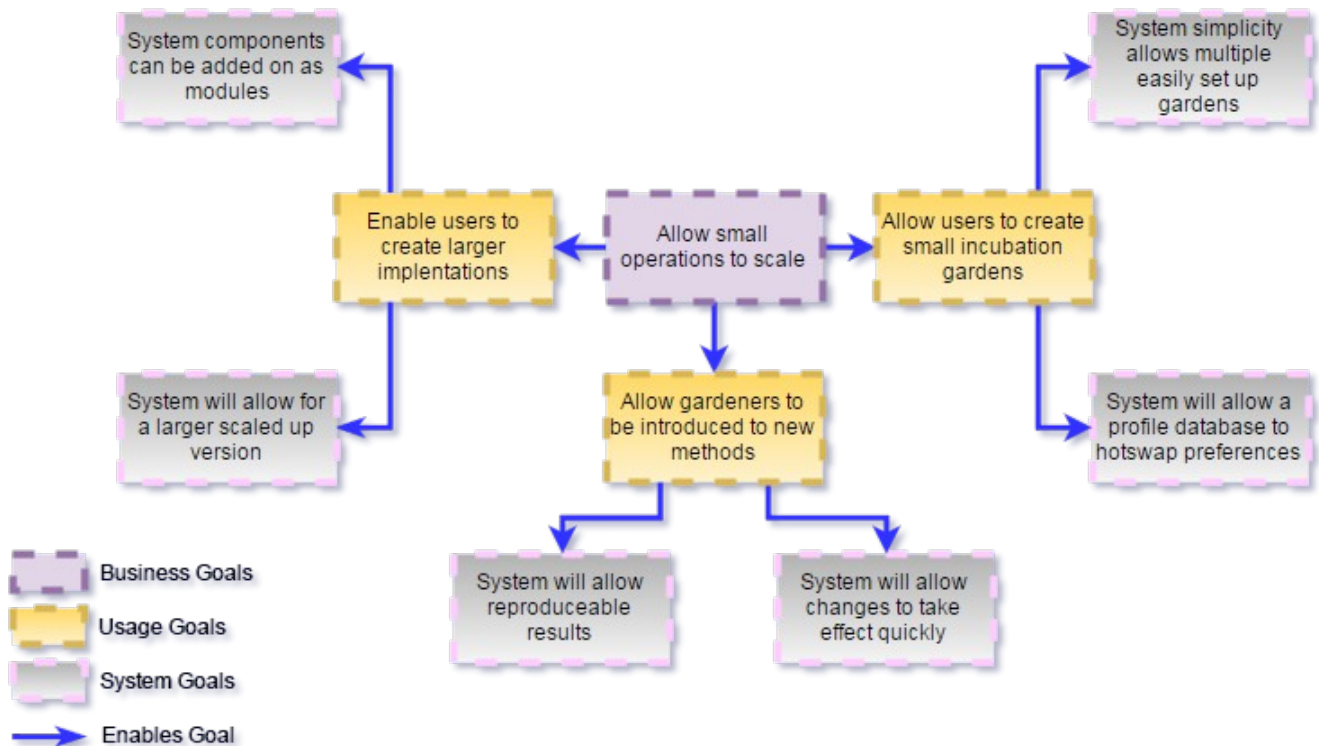 System components
can be added on as
modules
System simplicity
allows multiple
easily set up
gardens
Enable users to
create larger
implentations
Allow small
operations to scale
Allow users to create
small incubation
gardens
System will allow for
a larger scaled up
version
Allow gardeners to
be introduced to new
methods
System will allow a
profile database to
hotswap preferences
System will allow
reproduceable
results
System will allow
changes to take
effect quickly
Business Goals
Usage Goals
System Goals
Enables Goal